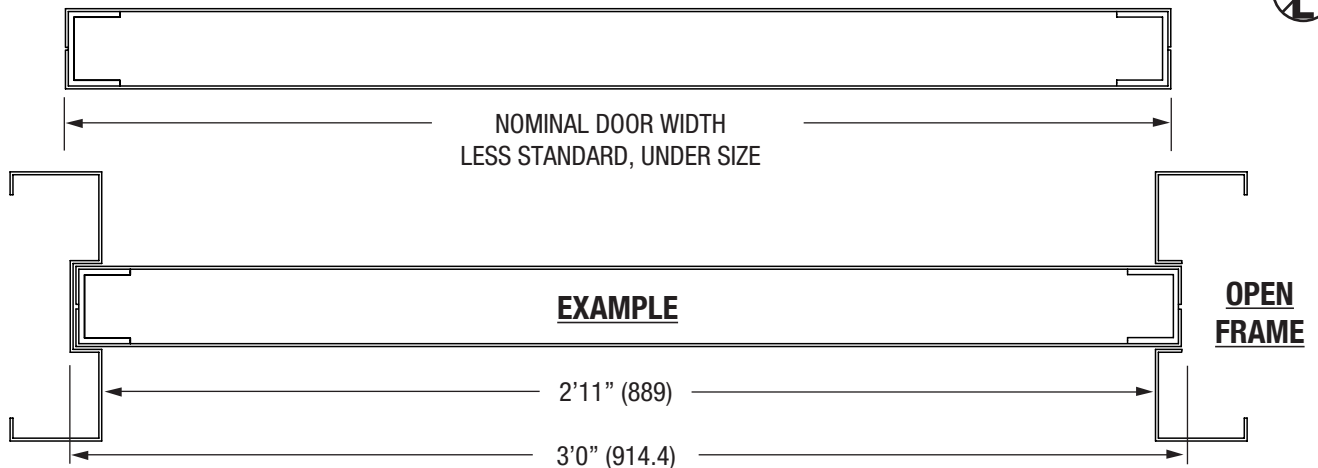 NOMINAL DOOR WIDTH
LESS STANDARD, UNDER SIZE
EXAMPLE
OPEN
FRAME
2’11” (889)
3’0” (914.4)